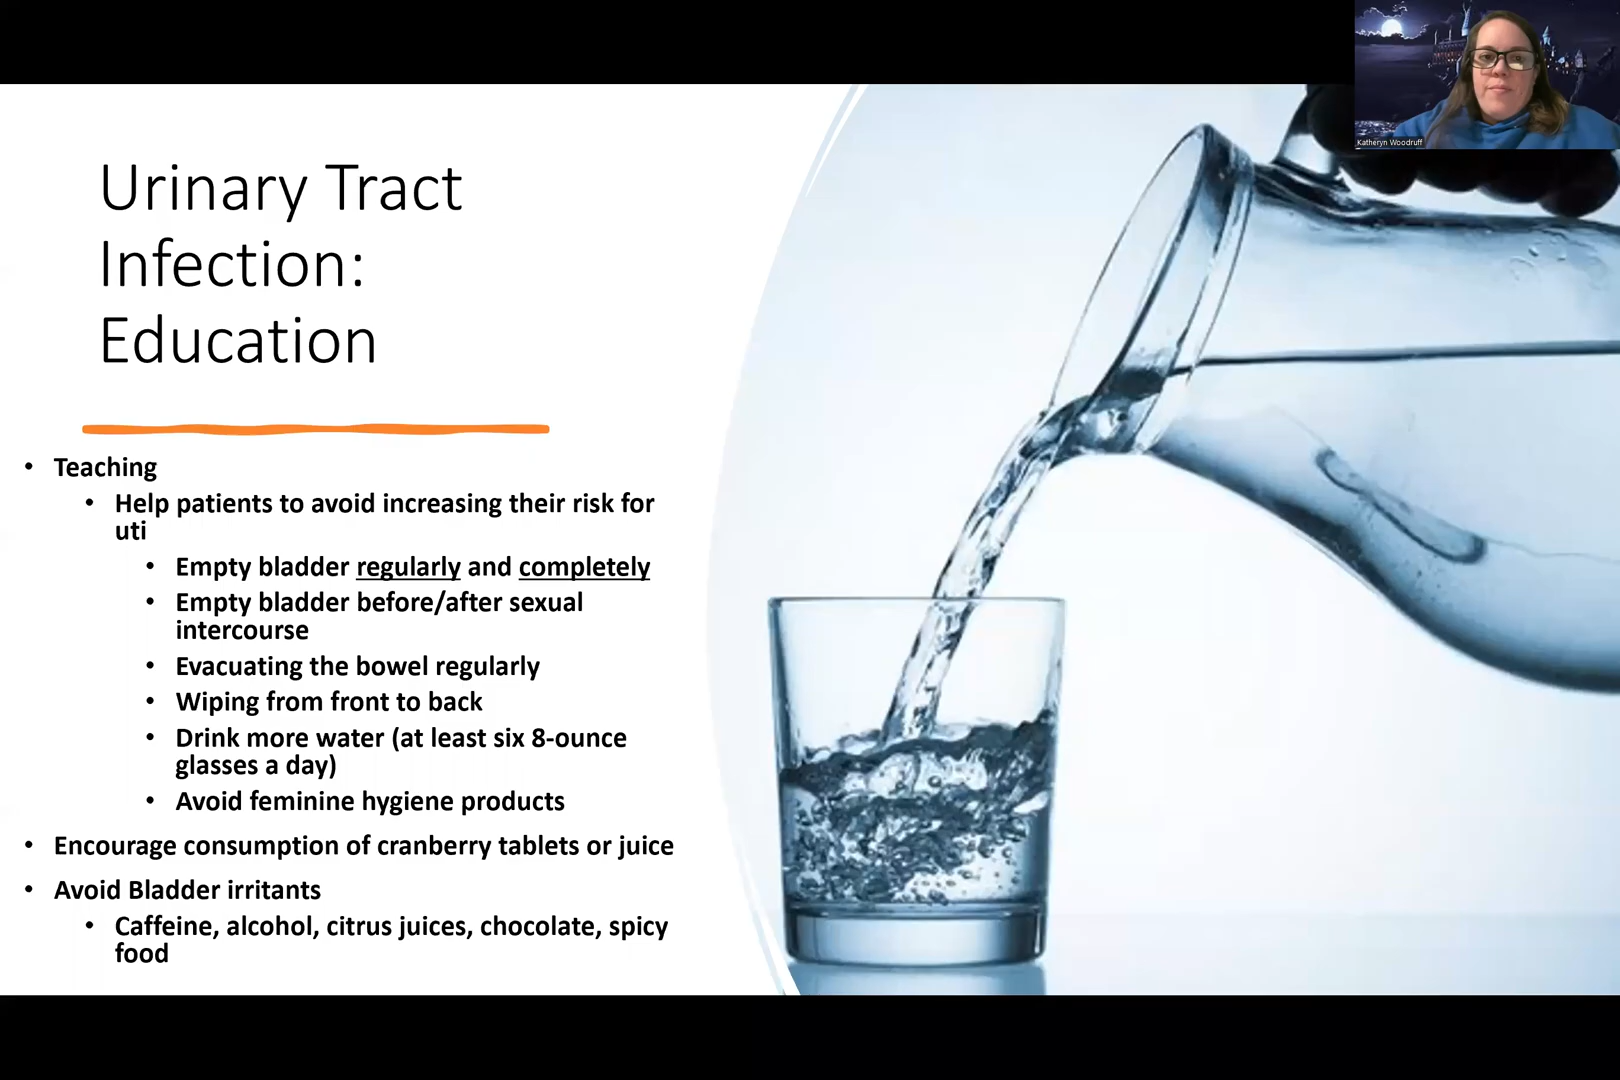 Katheryn Woodruff
Urinary Tract
Infection:
Education
• Teaching
• Help patients to avoid increasing their risk for
uti
• Empty bladder regularly and completely
• Empty bladder before/after sexual
intercourse
• Evacuating the bowel regularly
• Wiping from front to back
• Drink more water (at least six 8-ounce
glasses a day)
• Avoid feminine hygiene products
• Encourage consumption of cranberry tablets or juice
• Avoid Bladder irritants
• Caffeine, alcohol, citrus juices, chocolate, spicy
food